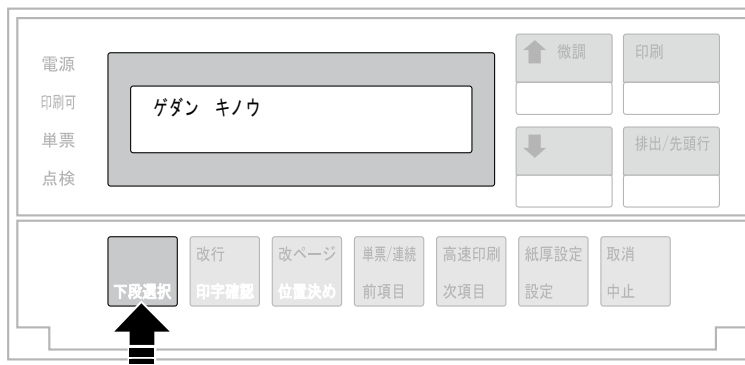 電源
印刷可
単票
点検
ゲダン キノウ
微調
印刷
排出/先頭行
下段選択
改行
印字確認
改ページ
位置決め
単票/連続
前項目
高速印刷
次項目
紙厚設定
設定
取消
中止